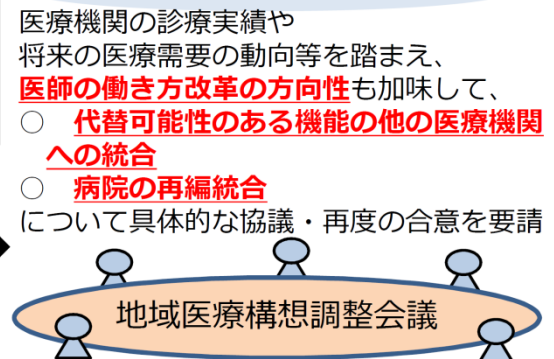 医療機関の診療実績や
将来の医療需要の動向等を踏まえ、
医師の働き方改革の方向性も加味して、
○ 代替可能性のある機能の他の医療機関
への統合
○ 病院の再編統合
について具体的な協議・再度の合意を要請
地域医療構想調整会議